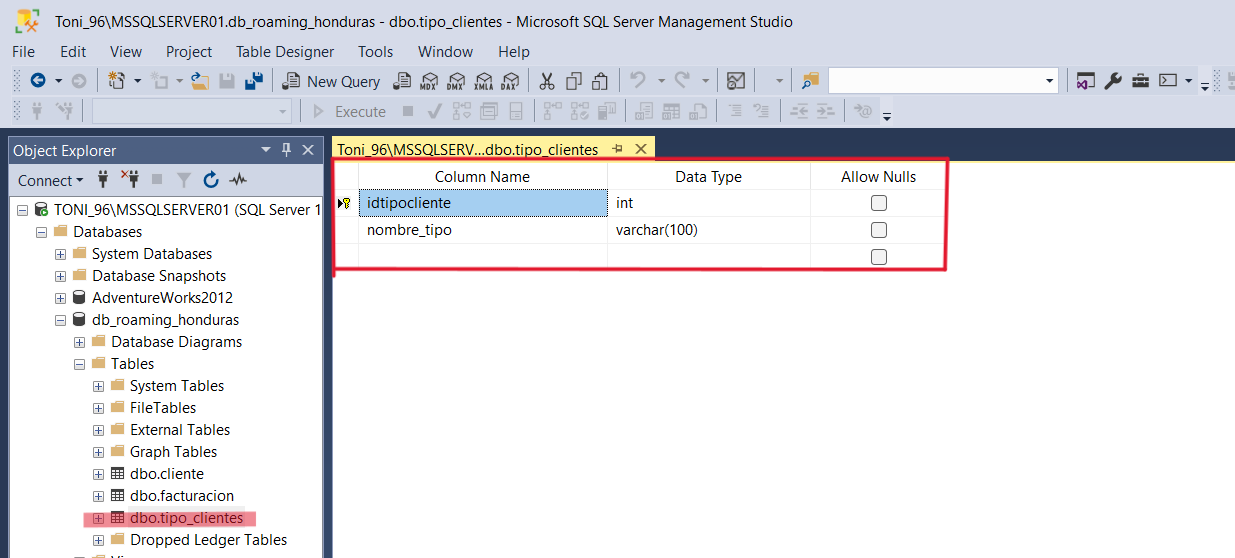 Toni_96\MSSQLSERVER01.db_roaming_honduras - dbo.tipo_clientes - Microsoft SQL Server Management Studio
File Edit View Project Table Designer Tools Window Help
New Query MDX DMX XMLA DAX
Execute
Object Explorer
Connect
TONI_96\MSSQLSERVER01 (SQL Server 1
Databases
System Databases
Database Snapshots
AdventureWorks2012
db_roaming_honduras
Database Diagrams
Tables
System Tables
FileTables
External Tables
Graph Tables
dbo.cliente
dbo.facturacion
dbo.tipo_clientes
Dropped Ledger Tables
Toni_96\MSSQLSERV...dbo.tipo_clientes
Column Name Data Type Allow Nulls
idtipocliente int
nombre_tipo varchar(100)